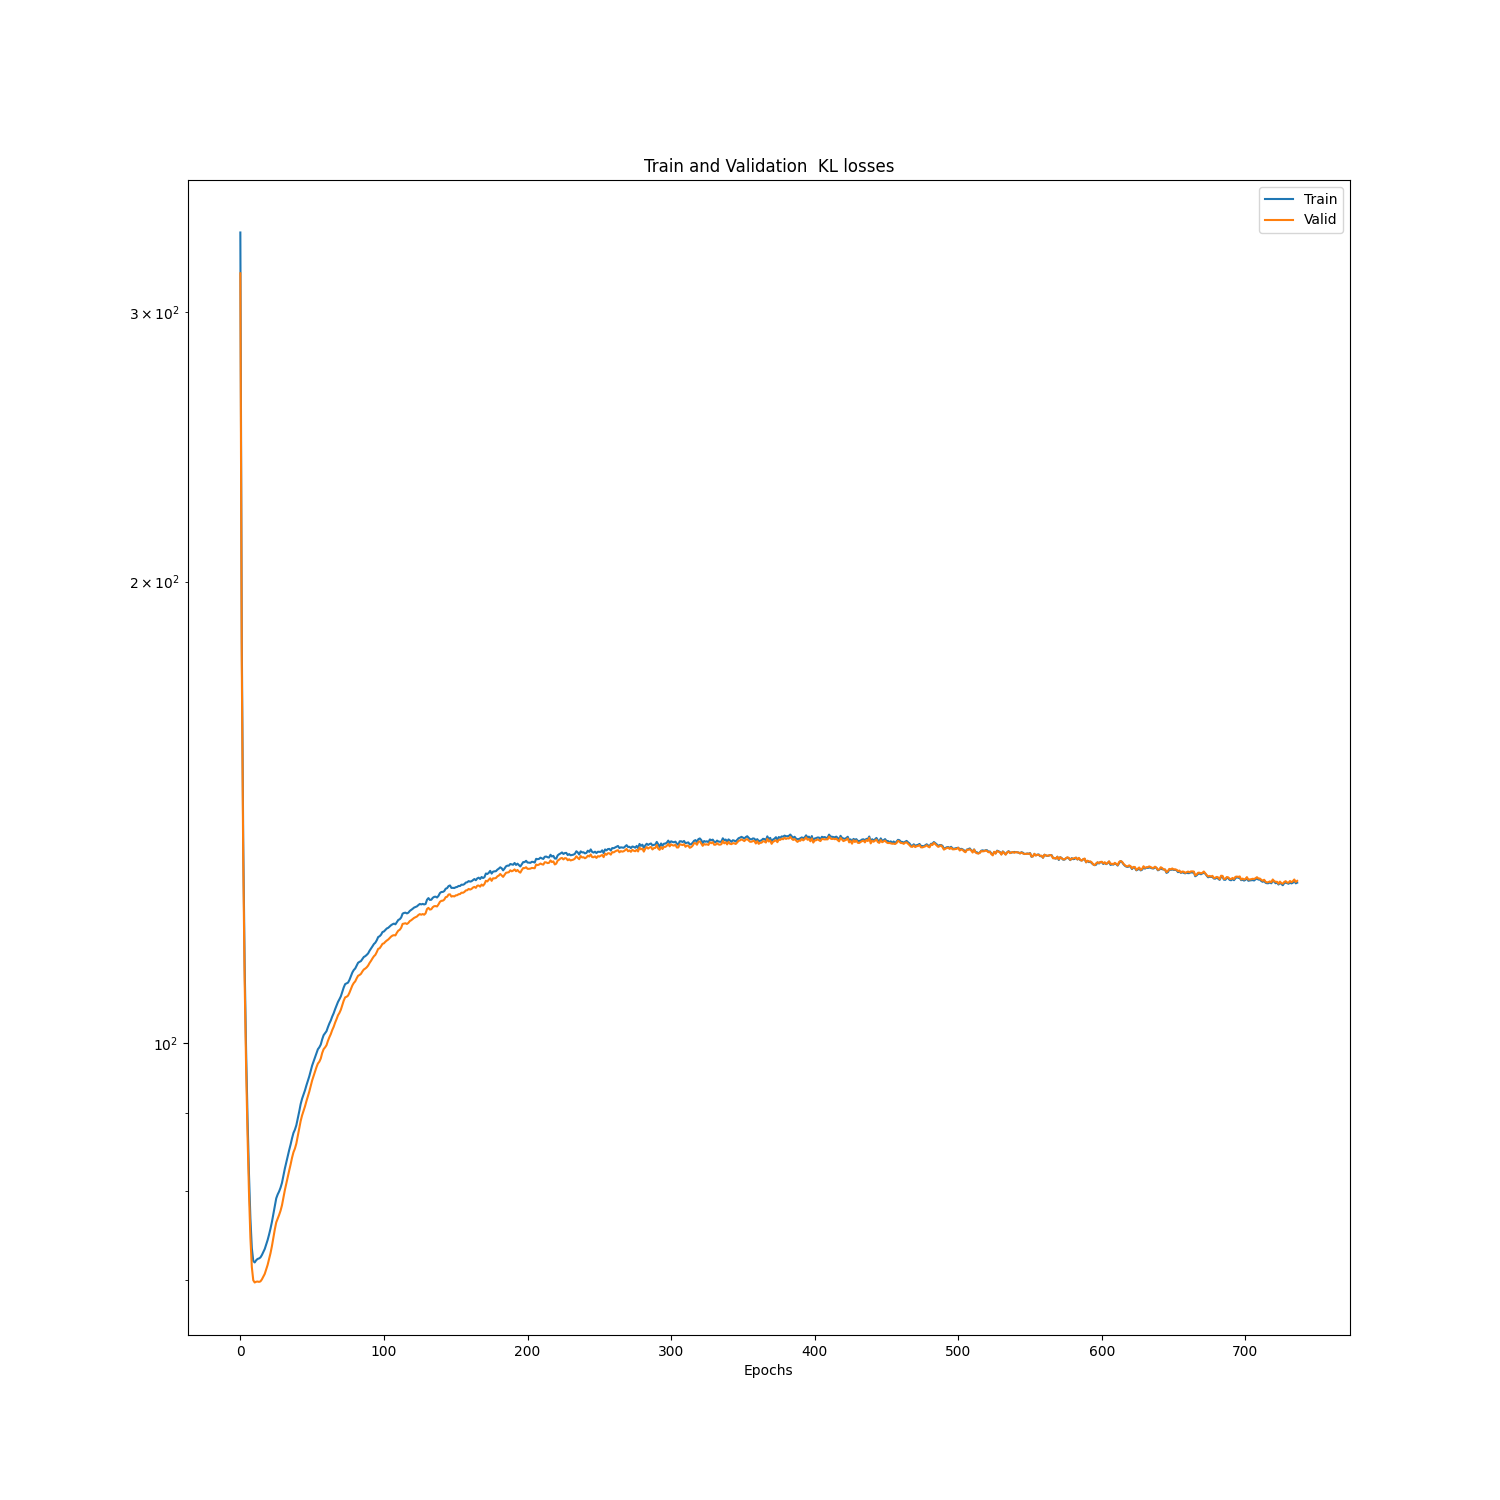 Train and Validation  KL losses
Train
Valid
3 × 10²
2 × 10²
10²
0 100 200 300 400 500 600 700
Epochs